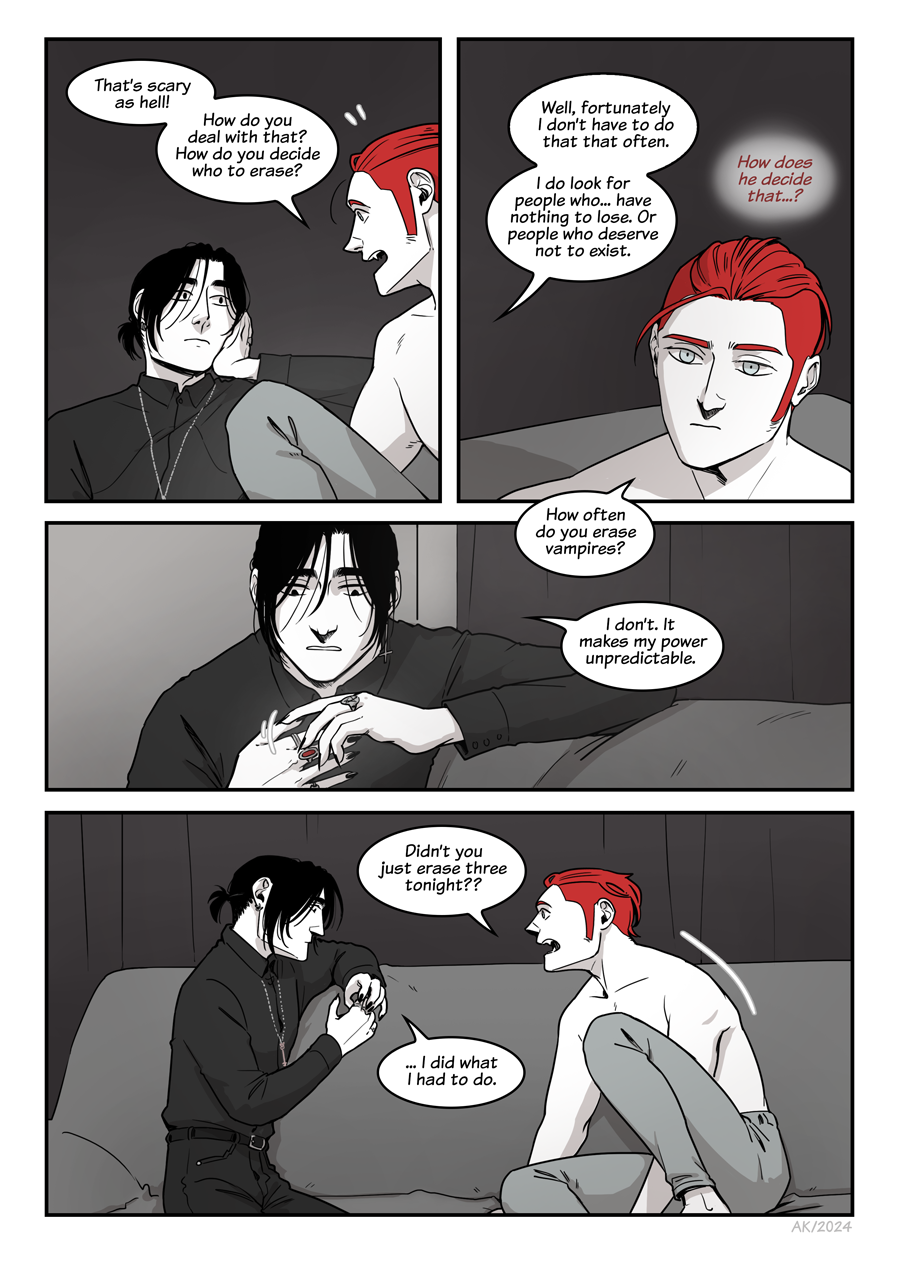 That's scary
as hell!
How do you
deal with that?
How do you decide
who to erase?
Well, fortunately
I don't have to do
that that often.
I do look for
people who... have
nothing to lose. Or
people who deserve
not to exist.
How does
he decide
that...?
How often
do you erase
vampires?
I don't. It
makes my power
unpredictable.
Didn't you
just erase three
tonight??
... I did what
I had to do.
AK/2024